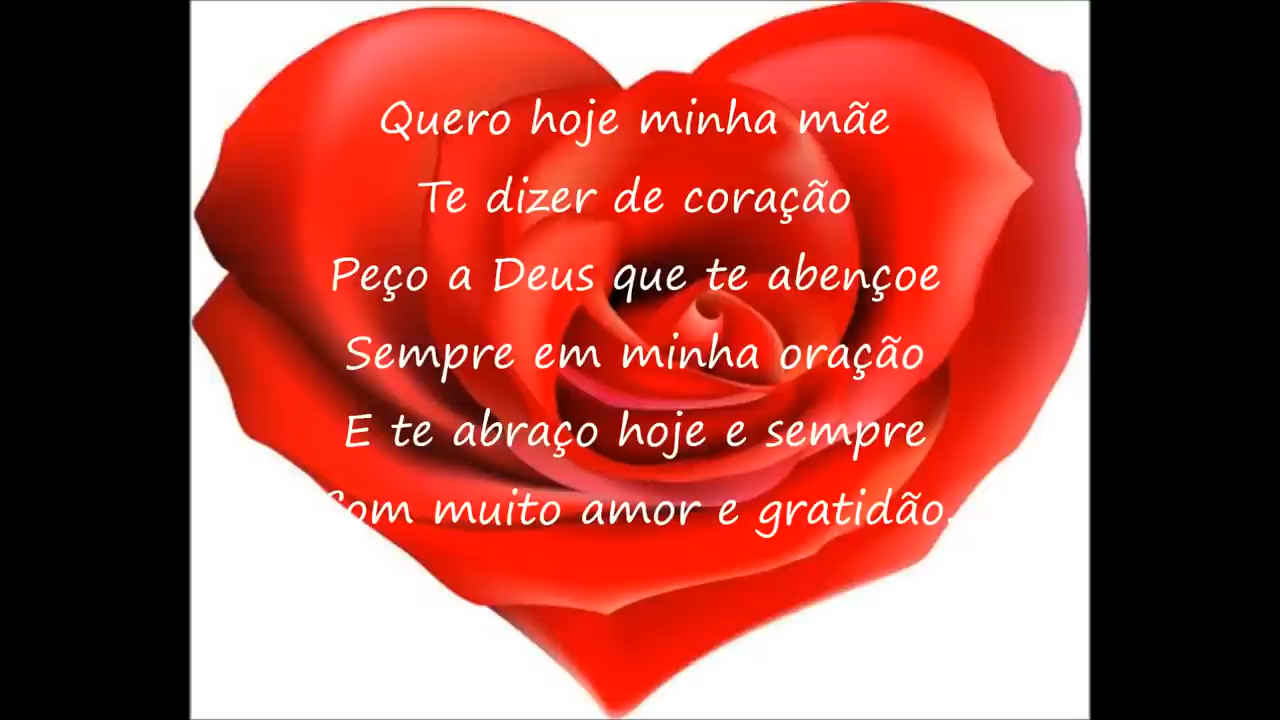 Quero hoje minha mãe
Te dizer de coração
Peço a Deus que te abençoe
Sempre em minha oração
E te abraço hoje e sempre
Com muito amor e gratidão.